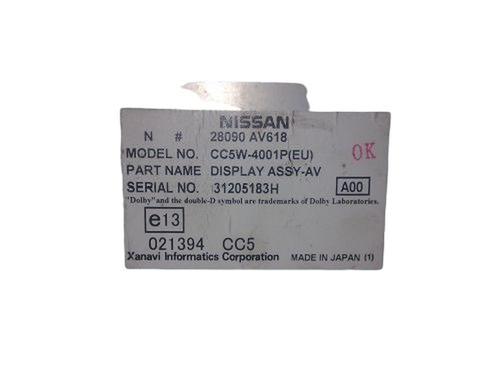 NISSAN
N # 28090 AV618
MODEL NO. CC5W-4001P(EU)
OK
PART NAME DISPLAY ASSY-AV
SERIAL NO. 31205183H A00
"Dolby"and the double-D symbol are trademarks of Dolby Laboratories.
e13
021394 CC5
Xanavi Informatics Corporation MADE IN JAPAN (1)